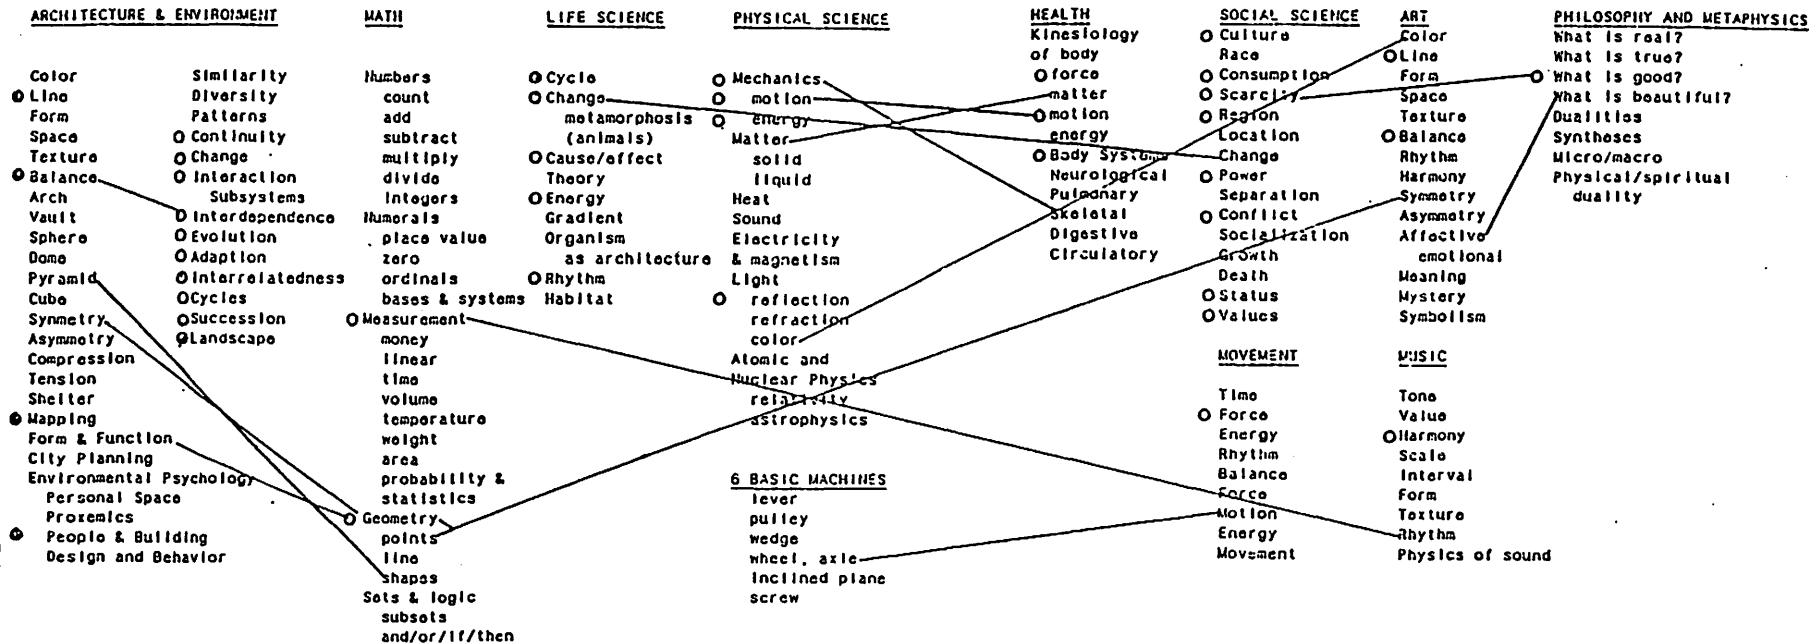 ARCHITECTURE & ENVIRONMENT
Color
Line
Form
Space
Texture
Balance
Arch
Vault
Sphere
Dome
Pyramid
Cube
Symmetry
Asymmetry
Compression
Tension
Shelter
Mapping
Form & Function
City Planning
Environmental Psychology
Personal Space
Proxemics
People & Building
Design and Behavior
Similarity
Diversity
Patterns
Continuity
Change
Interaction
Subsystems
Interdependence
Evolution
Adaption
Interrelatedness
Cycles
Succession
Landscape
MATH
Numbers
count
add
subtract
multiply
divide
Integers
Numerals
place value
zero
ordinals
bases & systems
Measurement
money
linear
time
volume
temperature
weight
area
probability &
statistics
Geometry
points
line
shapes
Sets & logic
subsets
and/or/if/then
LIFE SCIENCE
Cycle
Change
metamorphosis
(animals)
Cause/effect
Theory
Energy
Gradient
Organism
as architecture
Rhythm
Habitat
PHYSICAL SCIENCE
Mechanics
motion
energy
Matter
solid
liquid
Heat
Sound
Electricity
& magnetism
Light
reflection
refraction
color
Atomic and
Nuclear Physics
relativity
astrophysics
6 BASIC MACHINES
lever
pulley
wedge
wheel, axle
inclined plane
screw
HEALTH
Kinesiology
of body
force
matter
motion
energy
Body Systems
Neurological
Pulmonary
Skeletal
Digestive
Circulatory
SOCIAL SCIENCE
Culture
Race
Consumption
Scarcity
Region
Location
Change
Power
Separation
Conflict
Socialization
Growth
Death
Status
Values
MOVEMENT
Time
Force
Energy
Rhythm
Balance
Force
Motion
Energy
Movement
ART
Color
Line
Form
Space
Texture
Balance
Rhythm
Harmony
Symmetry
Asymmetry
Affective
emotional
Meaning
Mystery
Symbolism
MUSIC
Tone
Value
Harmony
Scale
Interval
Form
Texture
Rhythm
Physics of sound
PHILOSOPHY AND METAPHYSICS
What is real?
What is true?
What is good?
What is beautiful?
Dualities
Syntheses
Micro/macro
Physical/spiritual
duality